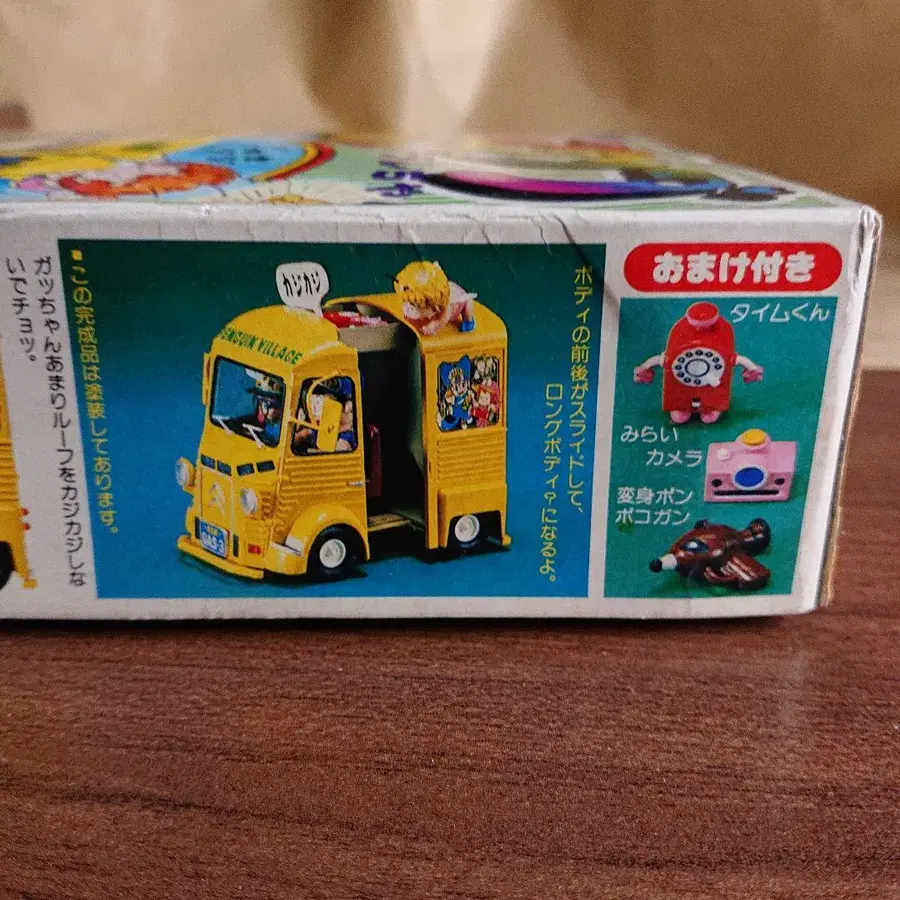 ガッちゃんあまりルーフをカジカジしな
いでチョッ。
■この完成品は塗装してあります。
カジカジ
PENGUIN VILLAGE
ボディの前後がスライドして、
ロングボディ?になるよ。
おまけ付き
タイムくん
みらい
カメラ
変身ポン
ポコガン